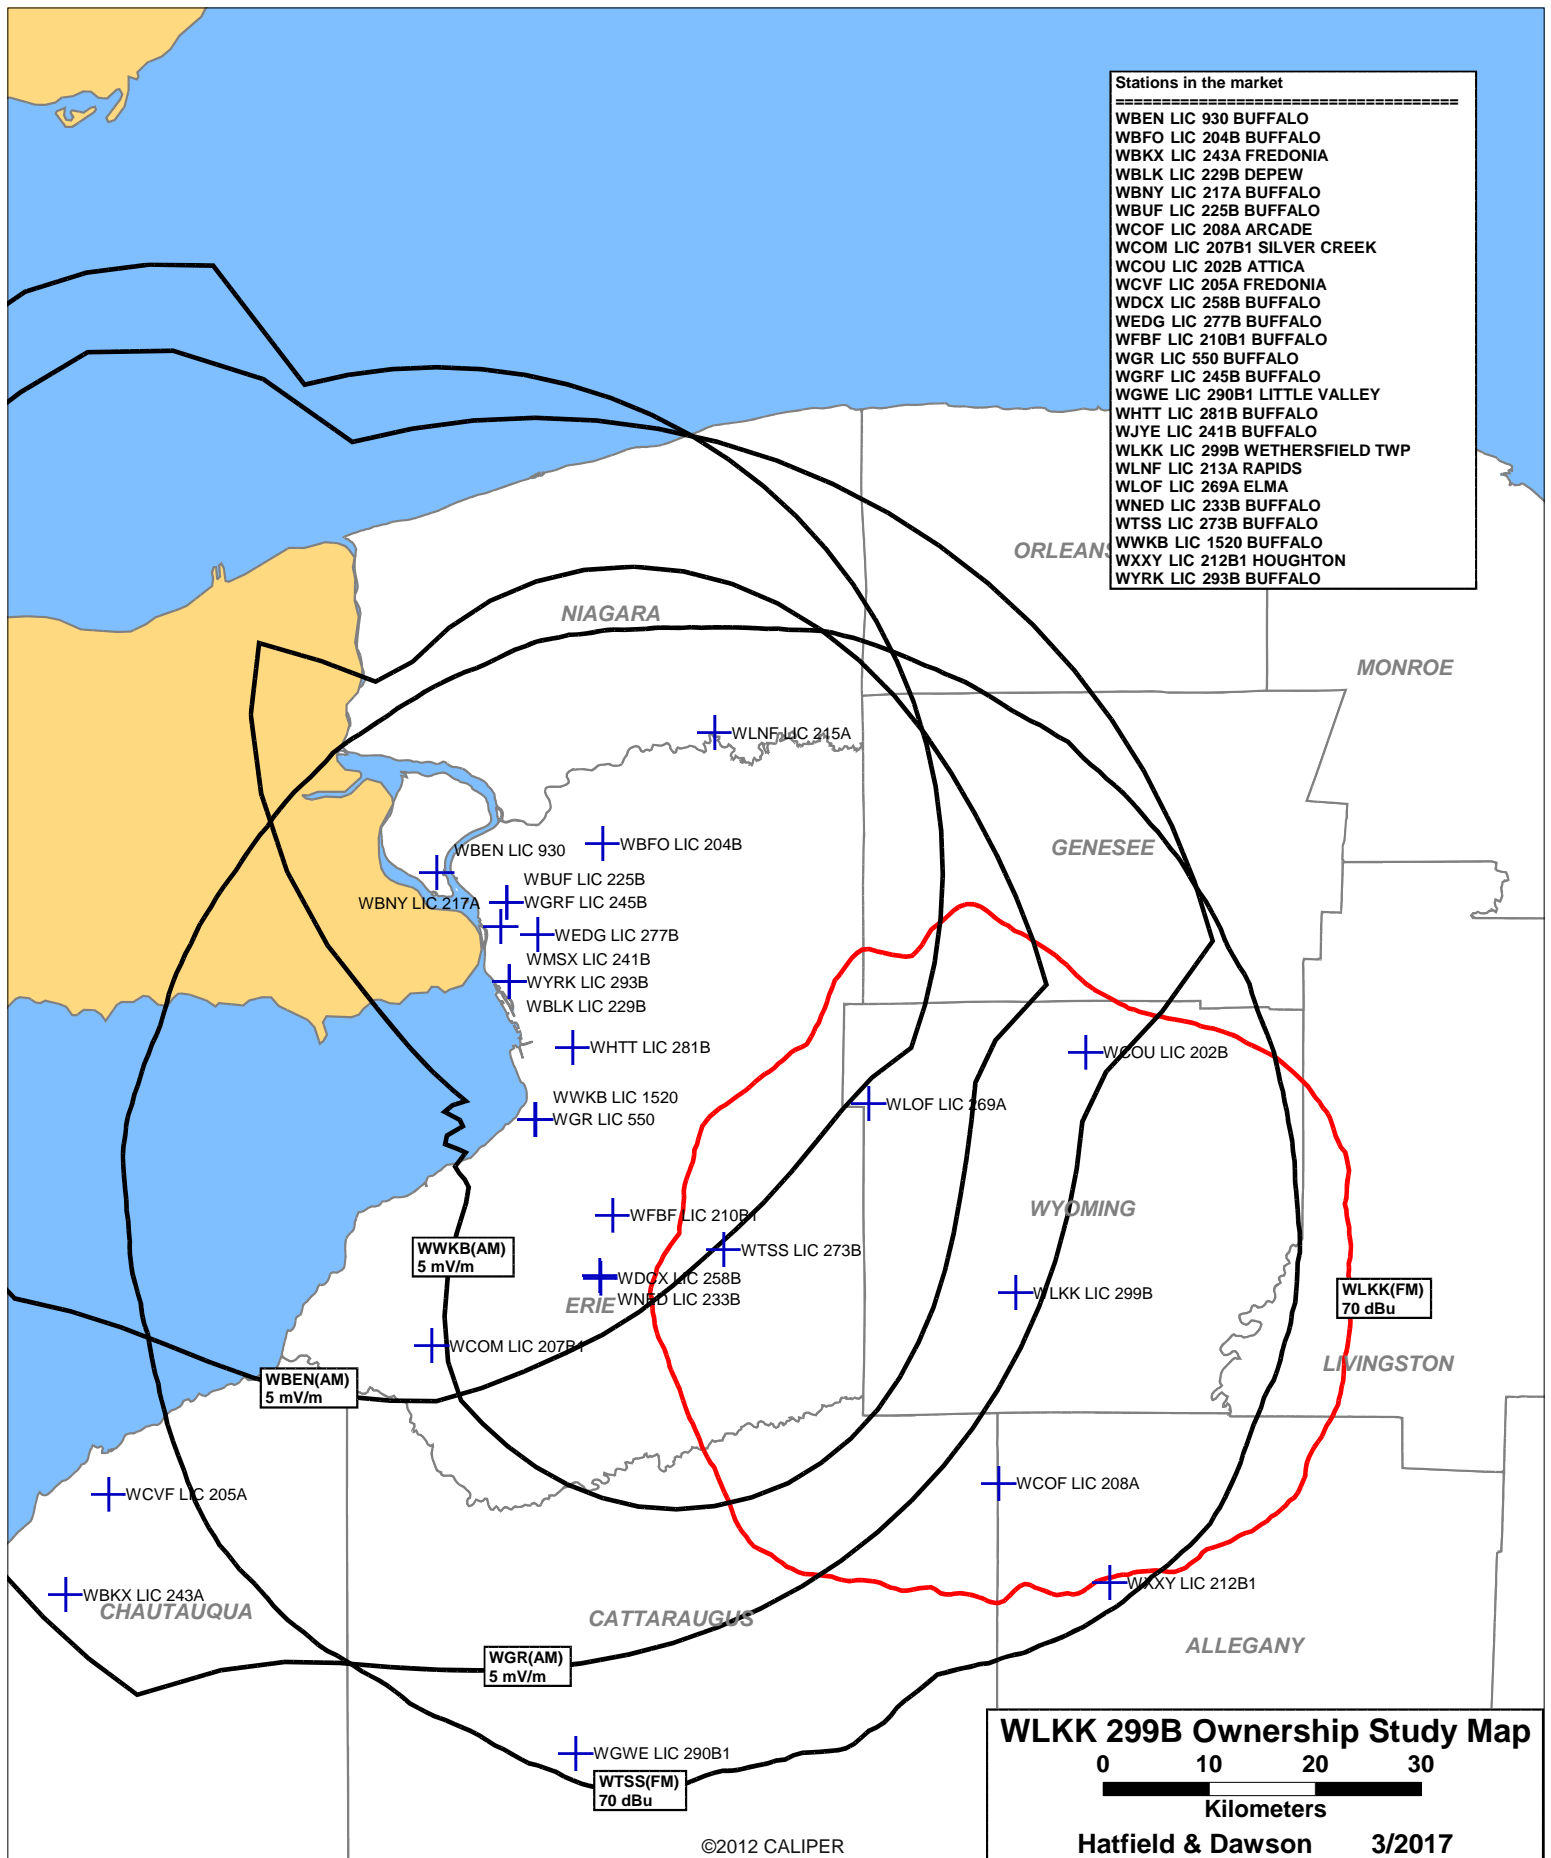 Stations in the market
=====================================
WBEN LIC 930 BUFFALO
WBFO LIC 204B BUFFALO
WBKX LIC 243A FREDONIA
WBLK LIC 229B DEPEW
WBNY LIC 217A BUFFALO
WBUF LIC 225B BUFFALO
WCOF LIC 208A ARCADE
WCOM LIC 207B1 SILVER CREEK
WCOU LIC 202B ATTICA
WCVF LIC 205A FREDONIA
WDCX LIC 258B BUFFALO
WEDG LIC 277B BUFFALO
WFBF LIC 210B1 BUFFALO
WGR LIC 550 BUFFALO
WGRF LIC 245B BUFFALO
WGWE LIC 290B1 LITTLE VALLEY
WHTT LIC 281B BUFFALO
WJYE LIC 241B BUFFALO
WLKK LIC 299B WETHERSFIELD TWP
WLNF LIC 213A RAPIDS
WLOF LIC 269A ELMA
WNED LIC 233B BUFFALO
WTSS LIC 273B BUFFALO
WWKB LIC 1520 BUFFALO
WXXY LIC 212B1 HOUGHTON
WYRK LIC 293B BUFFALO
ORLEANS
NIAGARA
MONROE
WLNF LIC 215A
WBFO LIC 204B
WBEN LIC 930
GENESEE
WBUF LIC 225B
WBNY LIC 217A
WGRF LIC 245B
WEDG LIC 277B
WMSX LIC 241B
WYRK LIC 293B
WBLK LIC 229B
WHTT LIC 281B
WCOU LIC 202B
WWKB LIC 1520
WLOF LIC 269A
WGR LIC 550
WYOMING
WFBF LIC 210B1
WWKB(AM)
5 mV/m
WTSS LIC 273B
WDCX LIC 258B
WLKK LIC 299B
WLKK(FM)
70 dBu
WNED LIC 233B
ERIE
WCOM LIC 207B1
LIVINGSTON
WBEN(AM)
5 mV/m
WCOF LIC 208A
WCVF LIC 205A
WXXY LIC 212B1
WBKX LIC 243A
CHAUTAUQUA
CATTARAUGUS
ALLEGANY
WGR(AM)
5 mV/m
WGWE LIC 290B1
WTSS(FM)
70 dBu
WLKK 299B Ownership Study Map
0 10 20 30
Kilometers
Hatfield & Dawson 3/2017
©2012 CALIPER